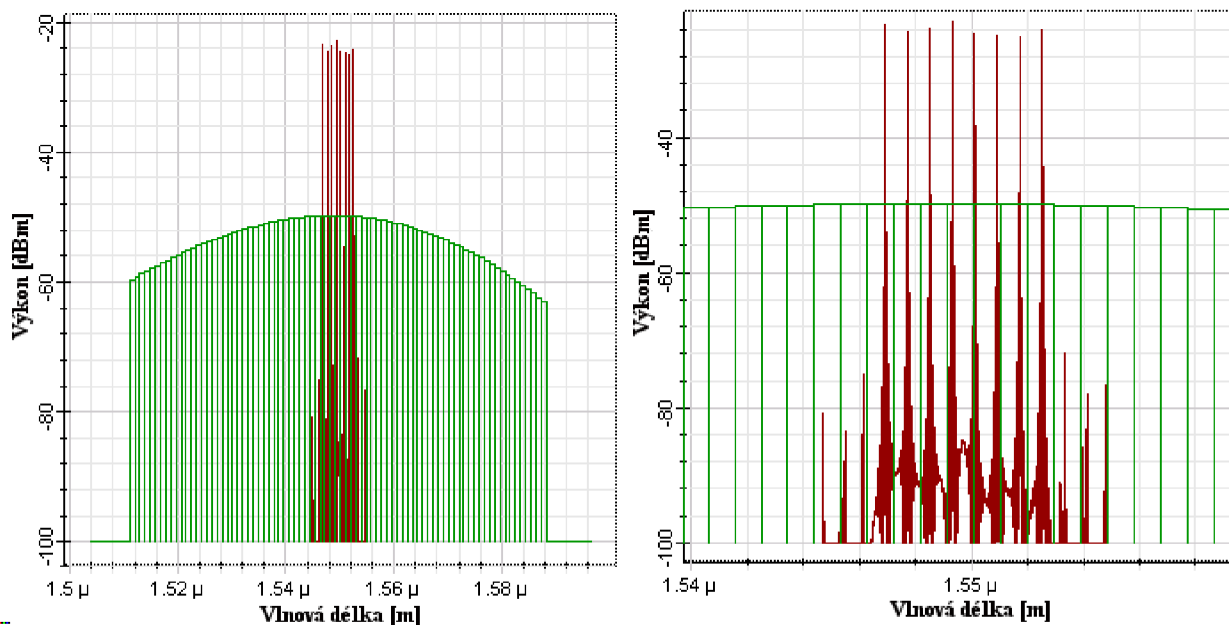 -20
-40
-60
-80
-100
Výkon [dBm]
1.5 µ 1.52 µ 1.54 µ 1.56 µ 1.58 µ
Vlnová délka [m]
-40
-60
-80
-100
Výkon [dBm]
1.54 µ 1.55 µ
Vlnová délka [m]